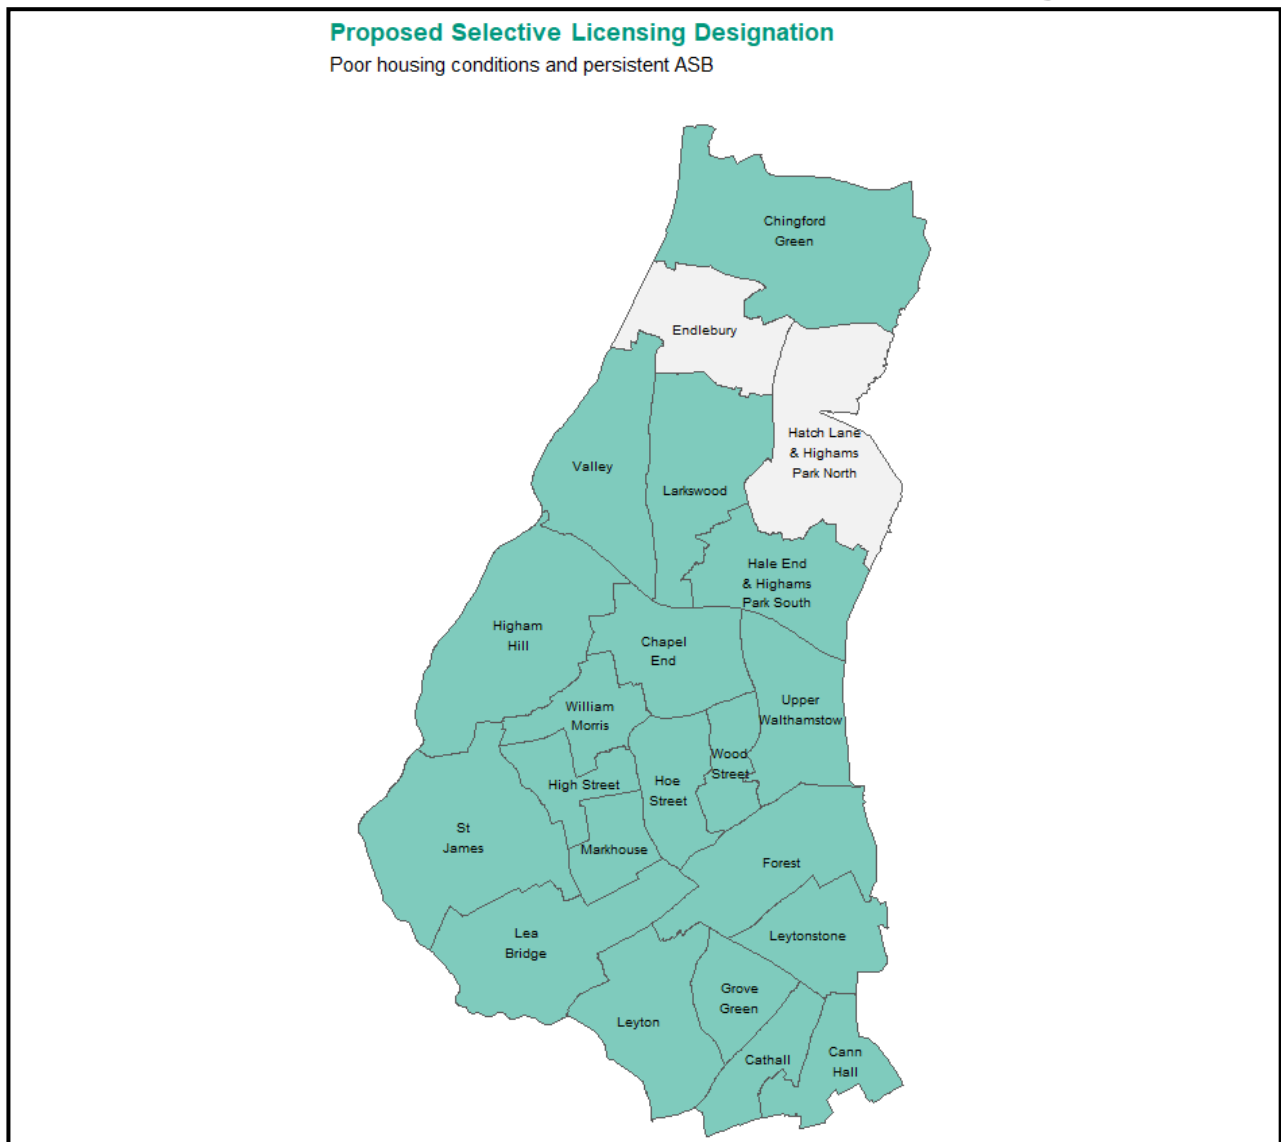 Proposed Selective Licensing Designation
Poor housing conditions and persistent ASB
Chingford
Green
Endlebury
Hatch Lane
& Highams
Park North
Valley
Larkswood
Hale End
& Highams
Park South
Higham
Hill
Chapel
End
Upper
Walthamstow
William
Morris
Wood
Street
High Street
Hoe
Street
St
James
Markhouse
Forest
Lea
Bridge
Leytonstone
Grove
Green
Leyton
Cathall
Cann
Hall